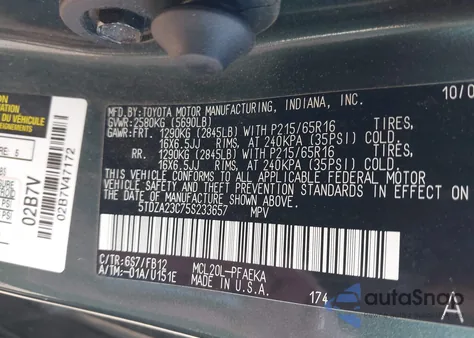 MFD. BY: TOYOTA MOTOR MANUFACTURING, INDIANA, INC. 10/0
GVWR: 2580KG (5690LB)
GAWR: FRT. 1290KG (2845LB) WITH P215/65R16 TIRES,
16X6.5JJ RIMS, AT 240KPA (35PSI) COLD.
RR. 1290KG (2845LB) WITH P215/65R16 TIRES,
16X6.5JJ RIMS, AT 240KPA (35PSI) COLD.
THIS VEHICLE CONFORMS TO ALL APPLICABLE FEDERAL MOTOR
VEHICLE SAFETY, BUMPER, AND THEFT PREVENTION STANDARDS IN EFFECT ON
THE DATE OF MANUFACTURE SHOWN ABOVE.
5TDZA23C75S233657 MPV
C/TR: 6S7/FB12 MCL20L-PFAEKA
A/TM: -01A/U151E MADE IN U.S.A. 174 A
DU VÉHICULE
02B7V
02B7V47172
autoSnap